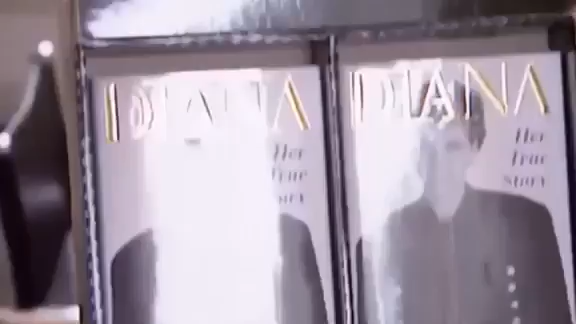 DIANA
Her
True
Story
DIANA
Her
True
Story